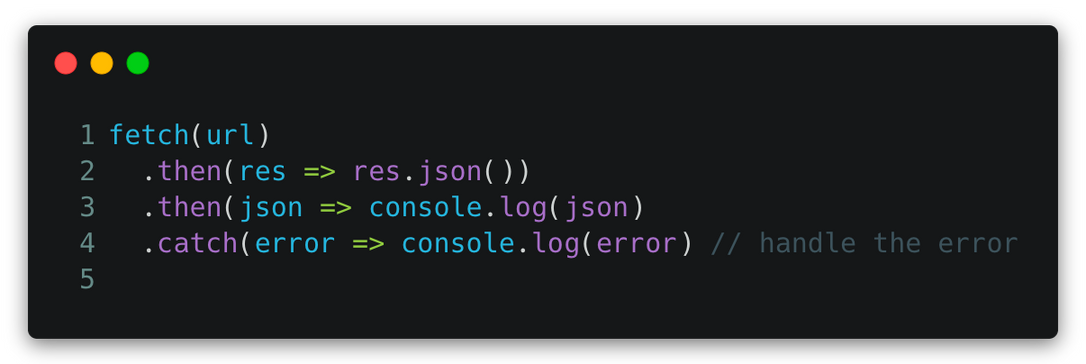 1 fetch(url)
2   .then(res => res.json())
3   .then(json => console.log(json)
4   .catch(error => console.log(error) // handle the error
5